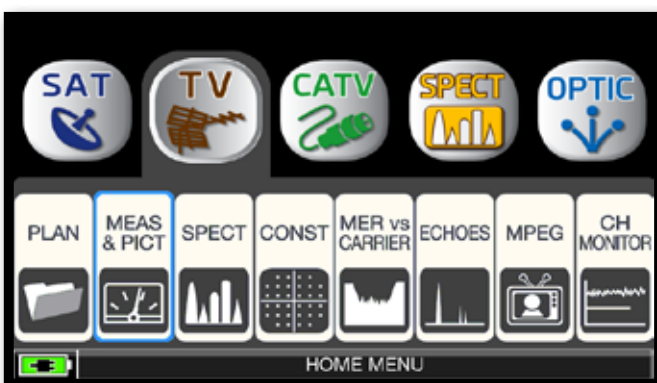 SAT
TV
CATV
SPECT
OPTIC
PLAN
MEAS
& PICT
SPECT
CONST
MER vs
CARRIER
ECHOES
MPEG
CH
MONITOR
HOME MENU